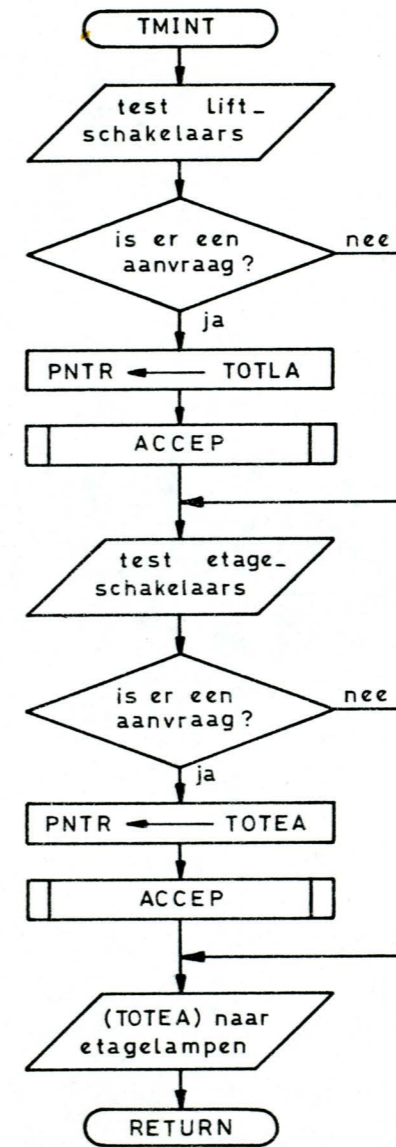 TMINT
test lift_
schakelaars
is er een
aanvraag?
nee
ja
PNTR ← TOTLA
ACCEP
test etage_
schakelaars
is er een
aanvraag?
nee
ja
PNTR ← TOTEA
ACCEP
(TOTEA) naar
etagelampen
RETURN